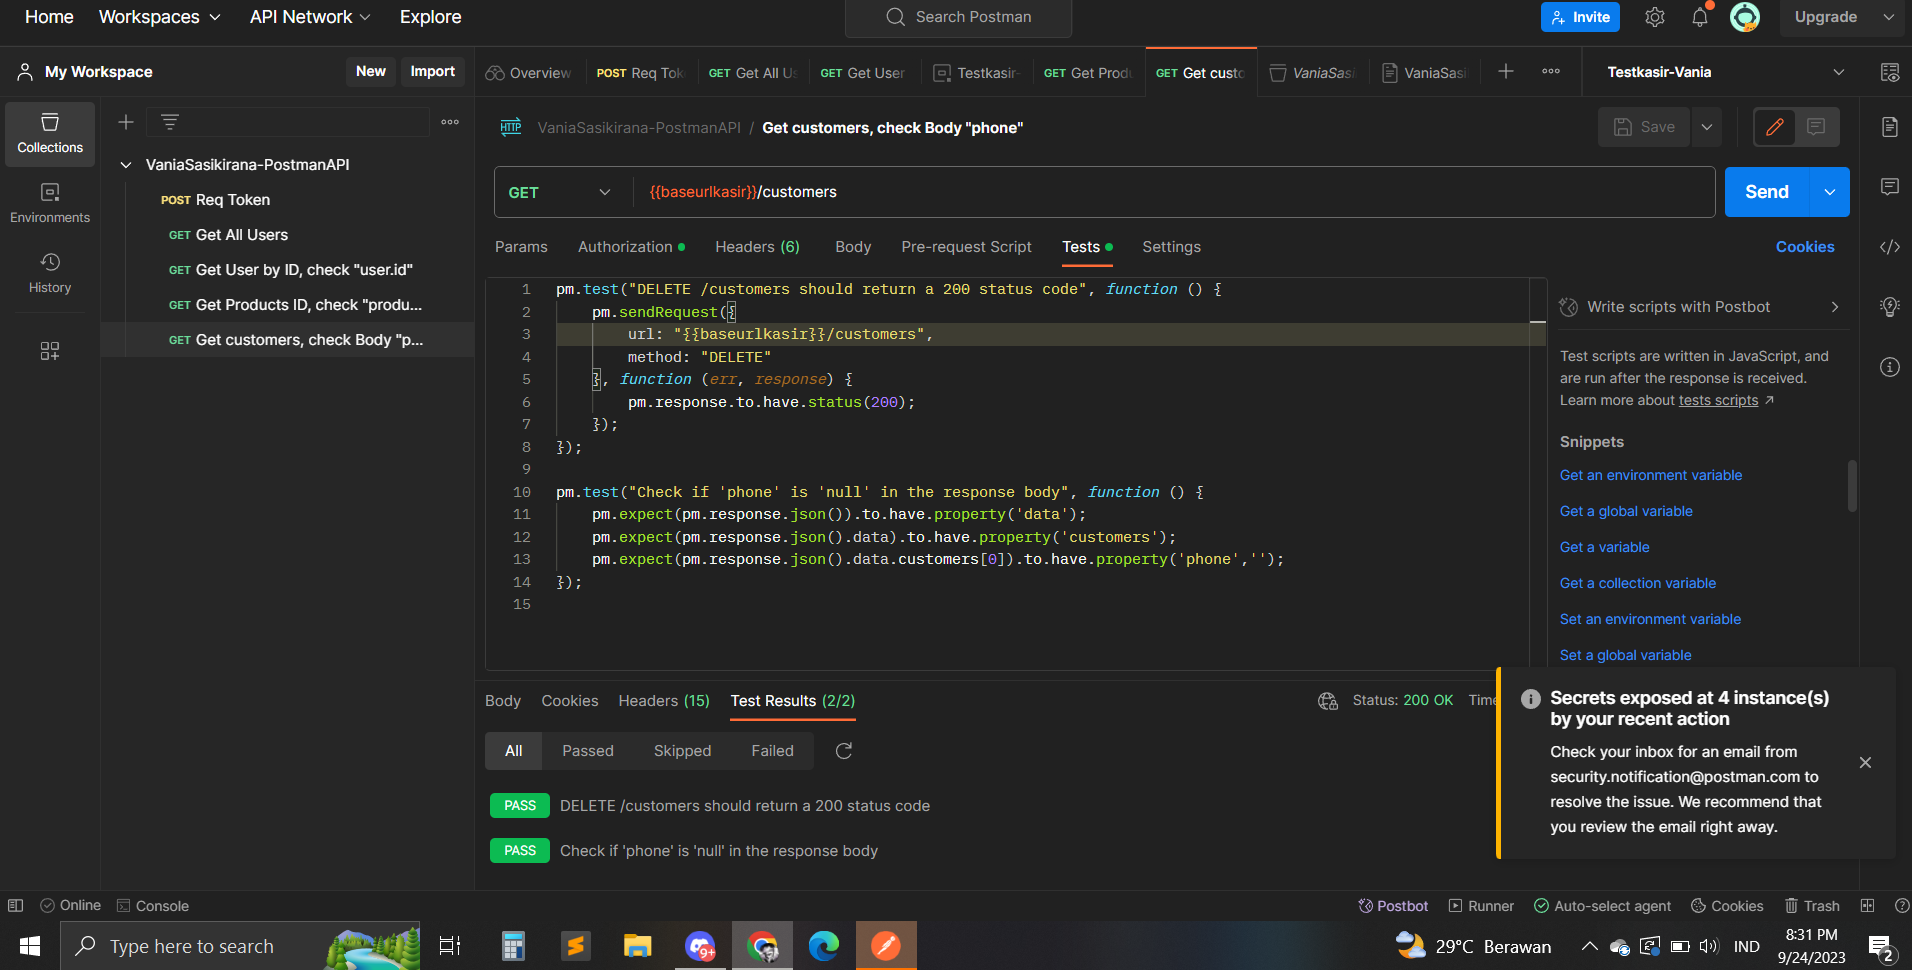 Home Workspaces API Network Explore Search Postman Invite Upgrade
My Workspace New Import Overview POST Req Tok GET Get All Us GET Get User Testkasir- GET Get Produ GET Get custo VaniaSasi VaniaSasi Testkasir-Vania
Collections
Environments
History
VaniaSasikirana-PostmanAPI
POST Req Token
GET Get All Users
GET Get User by ID, check "user.id"
GET Get Products ID, check "produ...
GET Get customers, check Body "p...
HTTP VaniaSasikirana-PostmanAPI / Get customers, check Body "phone" Save
GET {{baseurlkasir}}/customers Send
Params Authorization Headers (6) Body Pre-request Script Tests Settings Cookies
1 pm.test("DELETE /customers should return a 200 status code", function () {
2 pm.sendRequest({
3 url: "{{baseurlkasir}}/customers",
4 method: "DELETE"
5 }, function (err, response) {
6 pm.response.to.have.status(200);
7 });
8 });
9
10 pm.test("Check if 'phone' is 'null' in the response body", function () {
11 pm.expect(pm.response.json()).to.have.property('data');
12 pm.expect(pm.response.json().data).to.have.property('customers');
13 pm.expect(pm.response.json().data.customers[0]).to.have.property('phone','');
14 });
15
Write scripts with Postbot
Test scripts are written in JavaScript, and
are run after the response is received.
Learn more about tests scripts ↗
Snippets
Get an environment variable
Get a global variable
Get a variable
Get a collection variable
Set an environment variable
Set a global variable
Body Cookies Headers (15) Test Results (2/2) Status: 200 OK Time
All Passed Skipped Failed
PASS DELETE /customers should return a 200 status code
PASS Check if 'phone' is 'null' in the response body
Secrets exposed at 4 instance(s)
by your recent action
Check your inbox for an email from
security.notification@postman.com to
resolve the issue. We recommend that
you review the email right away.
Online Console Postbot Runner Auto-select agent Cookies Trash
Type here to search 9+ 29°C Berawan IND 8:31 PM
9/24/2023 2